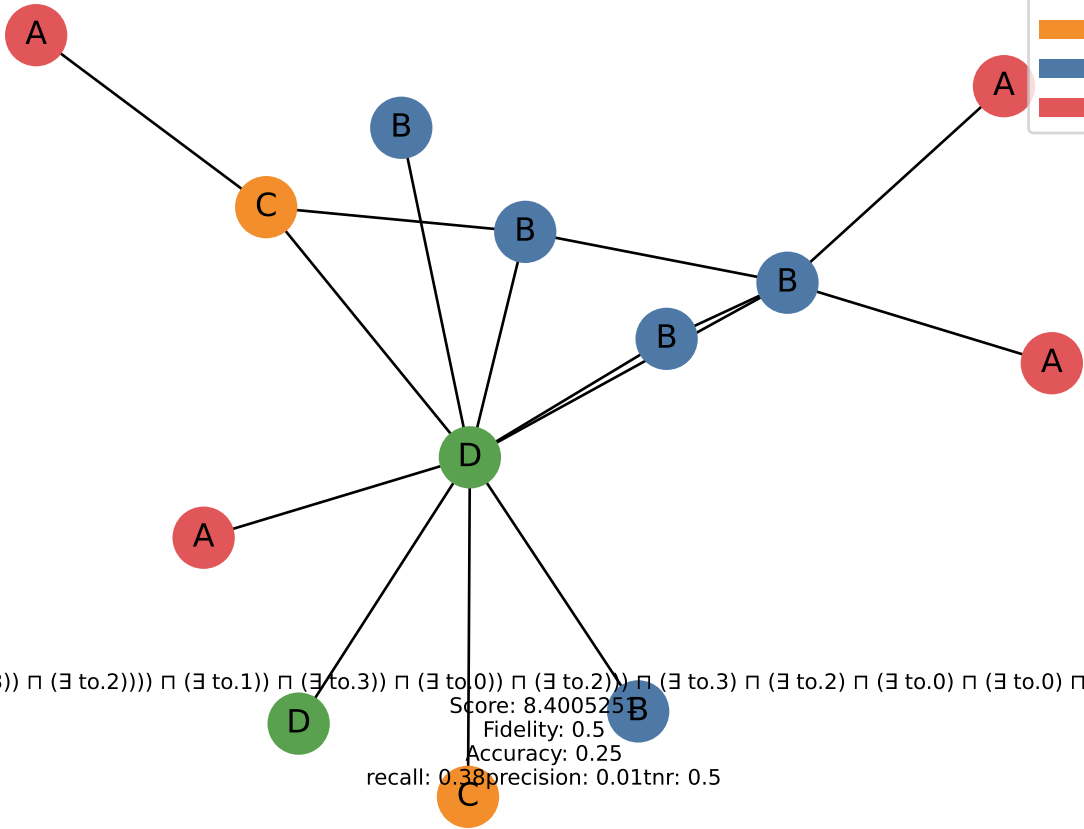 A
A
B
C
B
B
A
B
D
A
)) ⊓ (∃ to.2)))) ⊓ (∃ to.1)) ⊓ (∃ to.3)) ⊓ (∃ to.0)) ⊓ (∃ to.2))) ⊓ (∃ to.3) ⊓ (∃ to.2) ⊓ (∃ to.0) ⊓ (∃ to.0) ⊓
Score: 8.4005251
B
D
Fidelity: 0.5
Accuracy: 0.25
recall: 0.38precision: 0.01tnr: 0.5
C